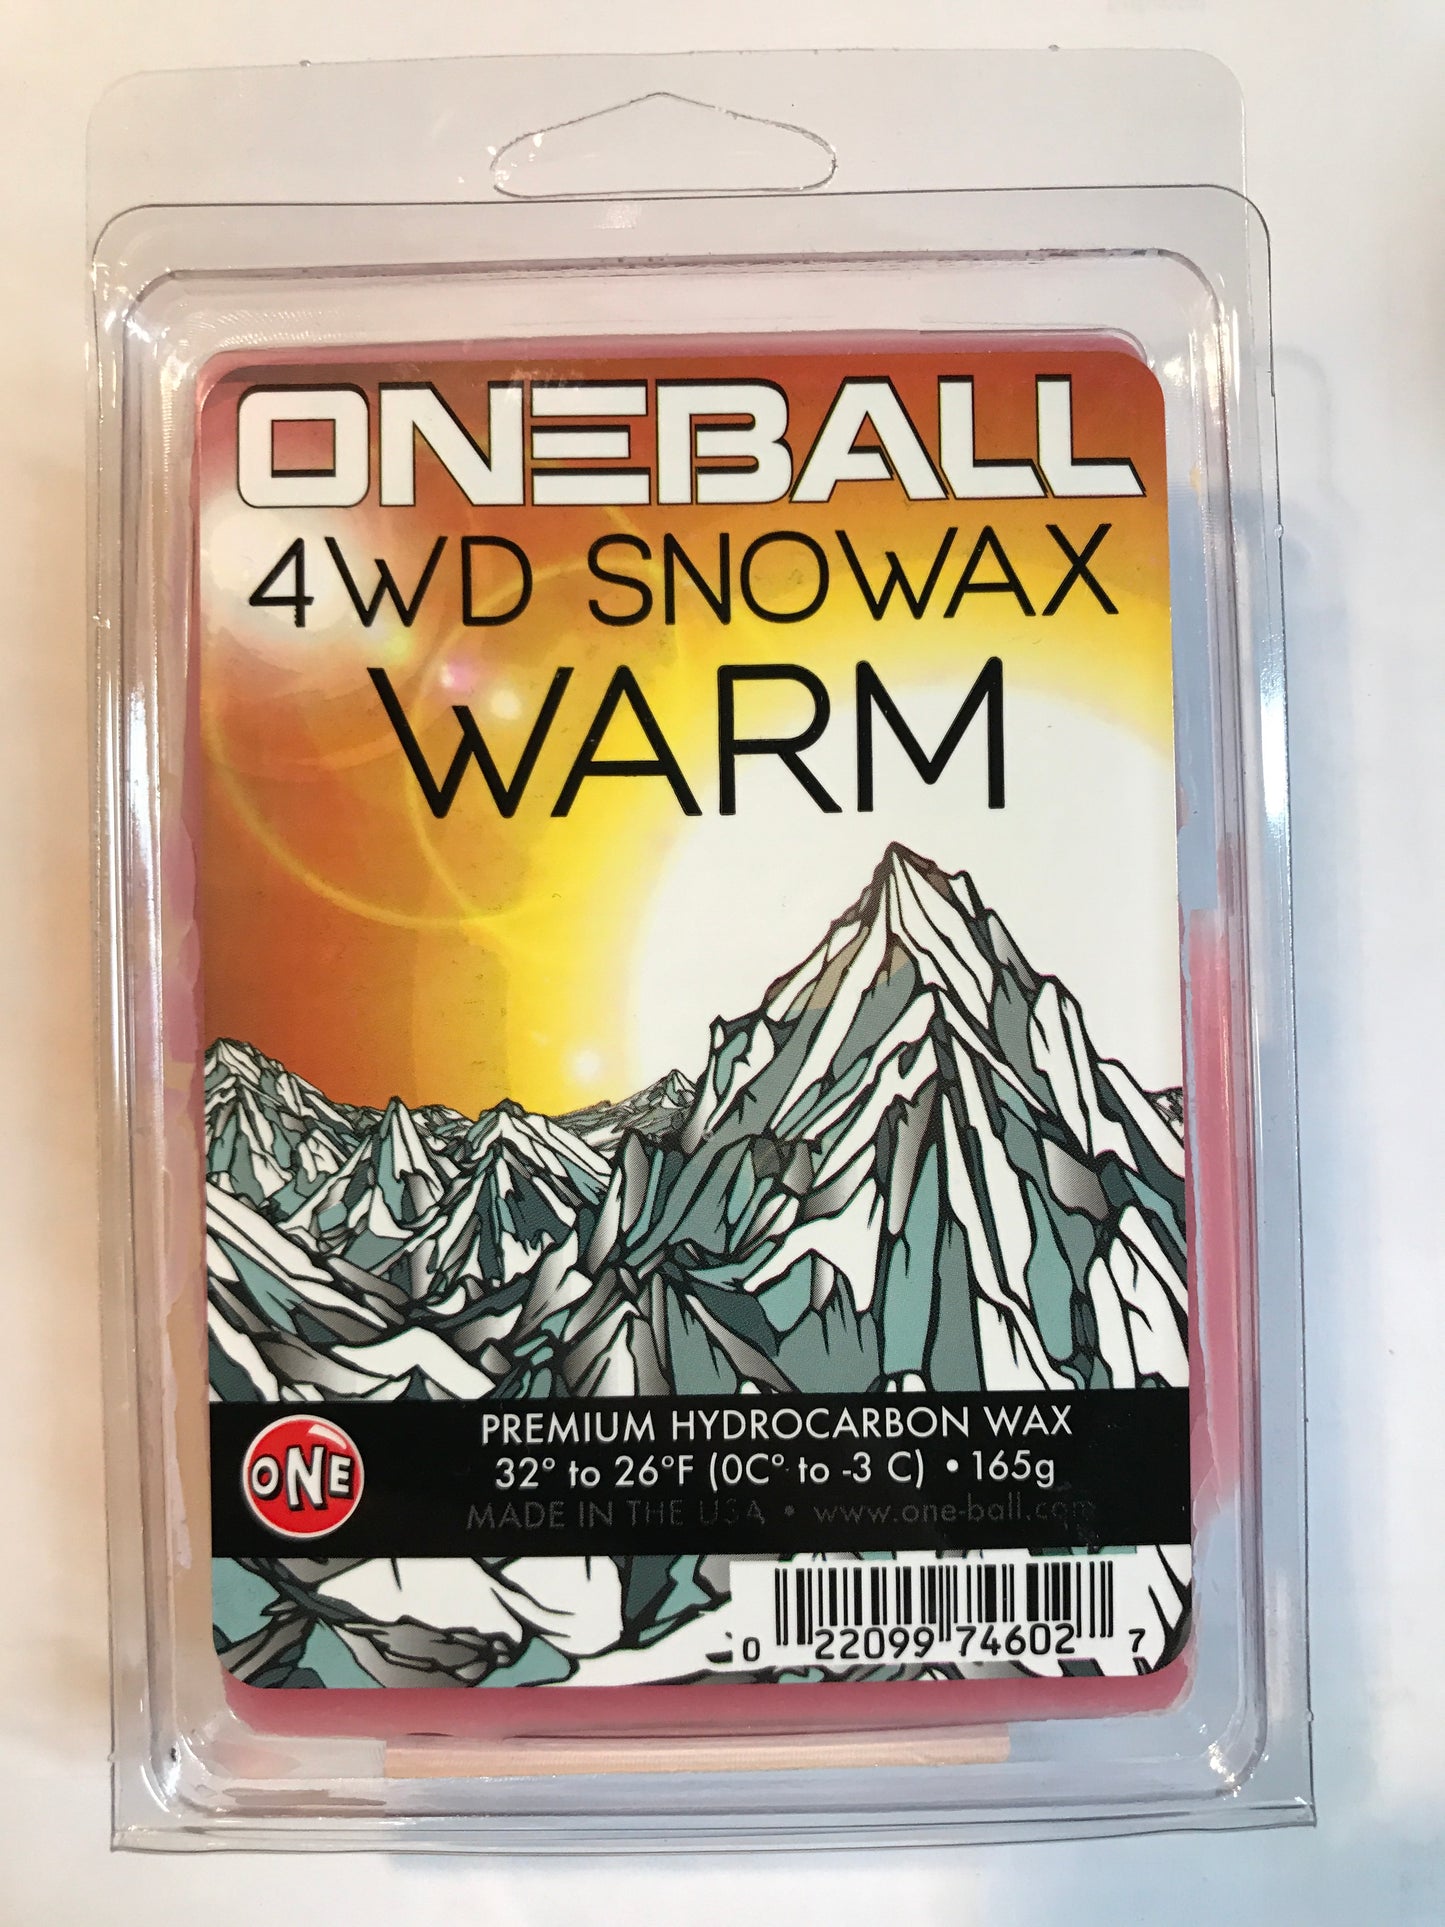 ONEBALL
4WD SNOWAX
WARM
ONE
PREMIUM HYDROCARBON WAX
32° to 26°F (0C° to -3 C) • 165g
MADE IN THE USA • www.one-ball.com
0 22099 74602 7